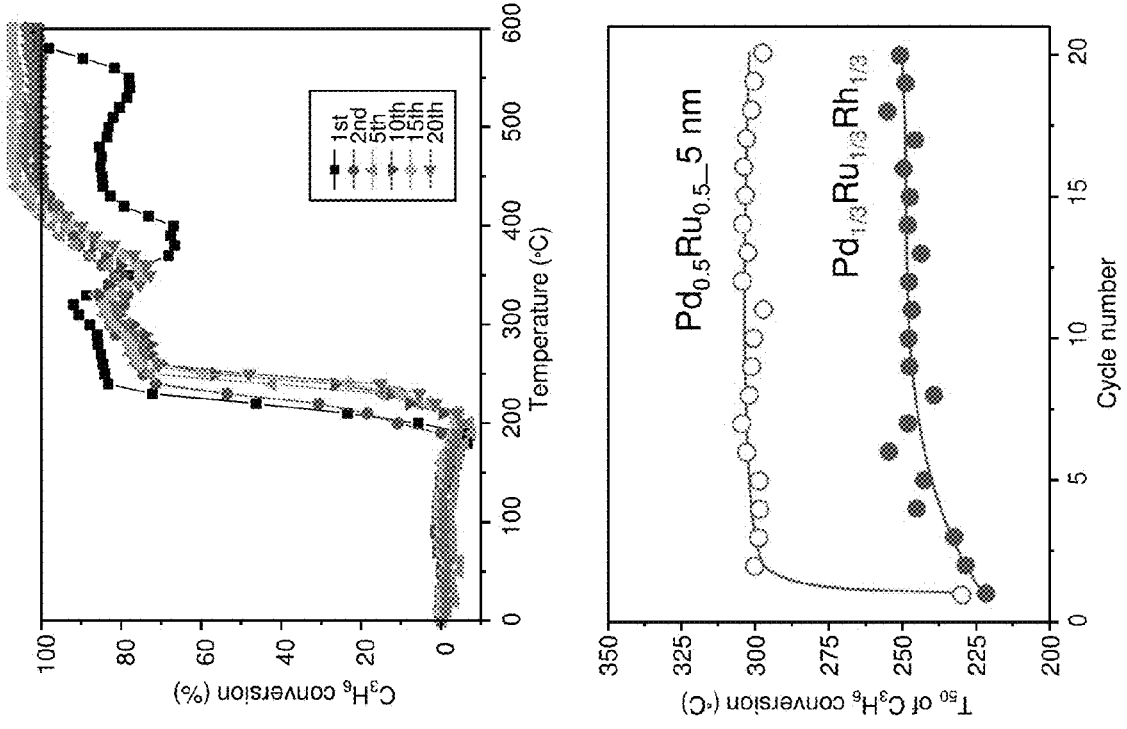 C₃H₆ conversion (%)
100
80
60
40
20
0
1st
2nd
5th
10th
15th
20th
0 100 200 300 400 500 600
Temperature (°C)
T₅₀ of C₃H₆ conversion (°C)
350
325
300
275
250
225
200
Pd₀.₅Ru₀.₅_5 nm
Pd₁/₃Ru₁/₃Rh₁/₃
0 5 10 15 20
Cycle number